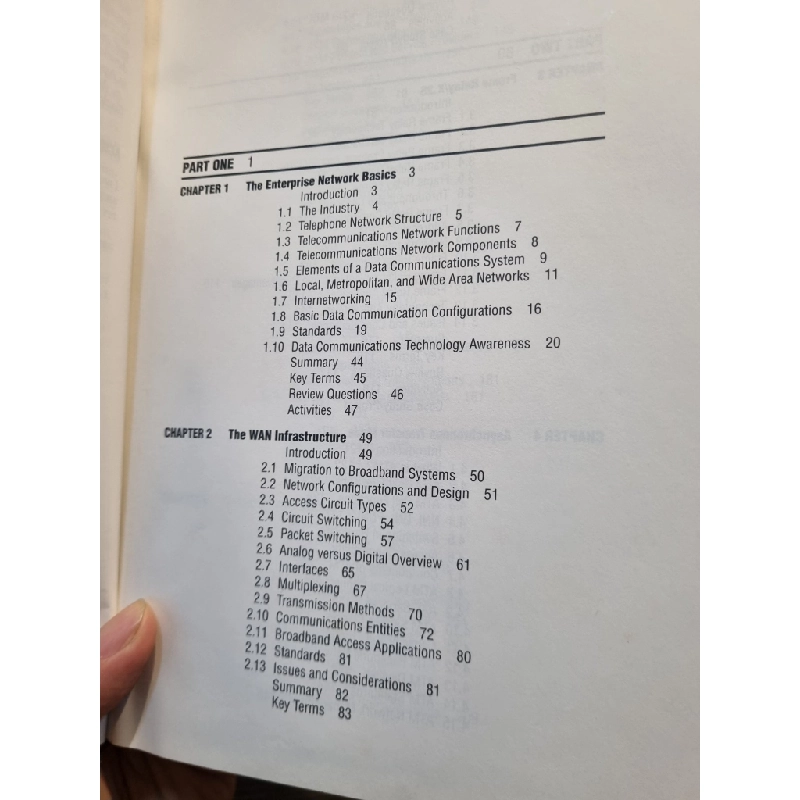 PART ONE 1
CHAPTER 1 The Enterprise Network Basics 3
Introduction 3
1.1 The Industry 4
1.2 Telephone Network Structure 5
1.3 Telecommunications Network Functions 7
1.4 Telecommunications Network Components 8
1.5 Elements of a Data Communications System 9
1.6 Local, Metropolitan, and Wide Area Networks 11
1.7 Internetworking 15
1.8 Basic Data Communication Configurations 16
1.9 Standards 19
1.10 Data Communications Technology Awareness 20
Summary 44
Key Terms 45
Review Questions 46
Activities 47
CHAPTER 2 The WAN Infrastructure 49
Introduction 49
2.1 Migration to Broadband Systems 50
2.2 Network Configurations and Design 51
2.3 Access Circuit Types 52
2.4 Circuit Switching 54
2.5 Packet Switching 57
2.6 Analog versus Digital Overview 61
2.7 Interfaces 65
2.8 Multiplexing 67
2.9 Transmission Methods 70
2.10 Communications Entities 72
2.11 Broadband Access Applications 80
2.12 Standards 81
2.13 Issues and Considerations 81
Summary 82
Key Terms 83